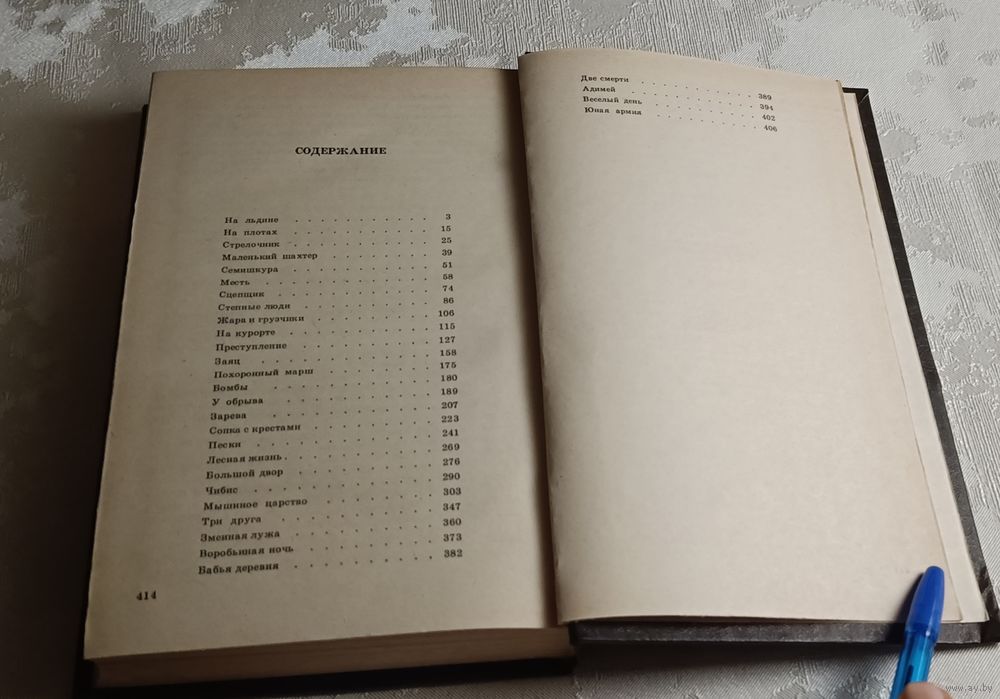 СОДЕРЖАНИЕ
На льдине . . . . . . . . . . . 3
На плотах . . . . . . . . . . . 15
Стрелочник . . . . . . . . . . . 25
Маленький шахтер . . . . . . . . 39
Семишкура . . . . . . . . . . . 51
Месть . . . . . . . . . . . . 58
Сцепщик . . . . . . . . . . . . 74
Степные люди . . . . . . . . . . 86
Жара и грузчики . . . . . . . . . 106
На курорте . . . . . . . . . . . 115
Преступление . . . . . . . . . . 127
Заяц . . . . . . . . . . . . 158
Похоронный марш . . . . . . . . 175
Бомбы . . . . . . . . . . . . 180
У обрыва . . . . . . . . . . . 189
Зарева . . . . . . . . . . . . 207
Сопка с крестами . . . . . . . . . 223
Пески . . . . . . . . . . . . 241
Лесная жизнь . . . . . . . . . . 269
Большой двор . . . . . . . . . . 276
Чибис . . . . . . . . . . . . 290
Мышиное царство . . . . . . . . 303
Три друга . . . . . . . . . . . 347
Змеиная лужа . . . . . . . . . . 360
Воробьиная ночь . . . . . . . . . 373
Бабья деревня . . . . . . . . . . 382
414
Две смерти . . . . . . . . . . . 389
Адимей . . . . . . . . . . . . 394
Веселый день . . . . . . . . . . 402
Юная армия . . . . . . . . . . 406
www.ay.by